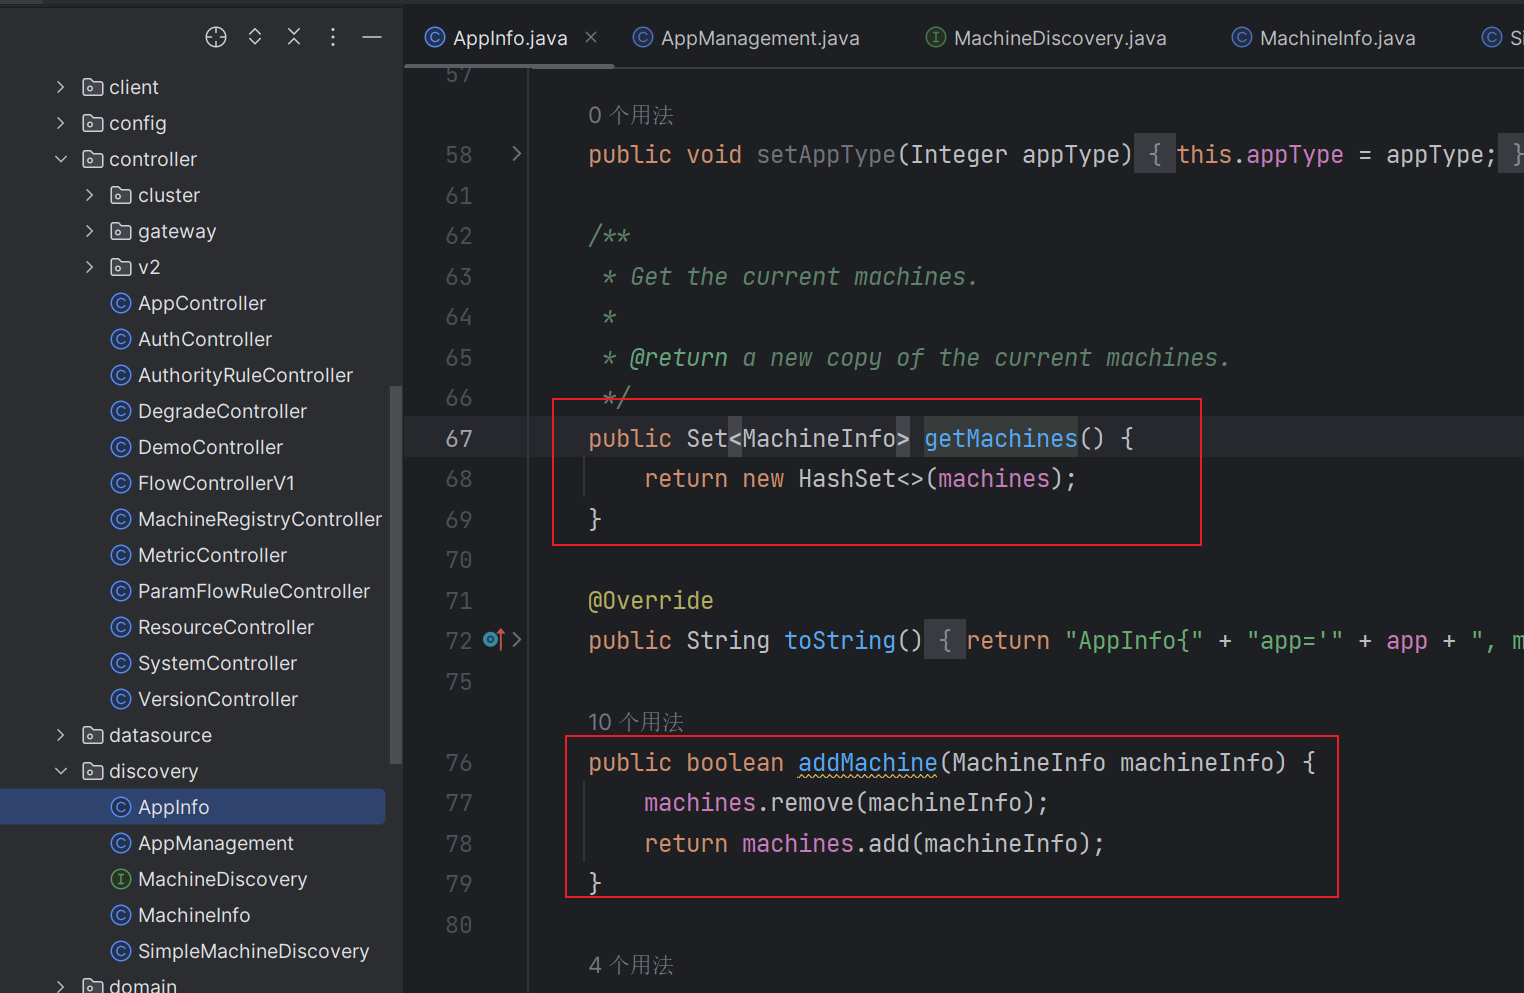 client
config
controller
cluster
gateway
v2
AppController
AuthController
AuthorityRuleController
DegradeController
DemoController
FlowControllerV1
MachineRegistryController
MetricController
ParamFlowRuleController
ResourceController
SystemController
VersionController
datasource
discovery
AppInfo
AppManagement
MachineDiscovery
MachineInfo
SimpleMachineDiscovery
domain
AppInfo.java AppManagement.java MachineDiscovery.java MachineInfo.java Si
57
0 个用法
58 public void setAppType(Integer appType) { this.appType = appType; }
61
62 /**
63 * Get the current machines.
64 *
65 * @return a new copy of the current machines.
66 */
67 public Set<MachineInfo> getMachines() {
68 return new HashSet<>(machines);
69 }
70
71 @Override
72 public String toString() { return "AppInfo{" + "app='" + app + ", m
75
10 个用法
76 public boolean addMachine(MachineInfo machineInfo) {
77 machines.remove(machineInfo);
78 return machines.add(machineInfo);
79 }
80
4 个用法